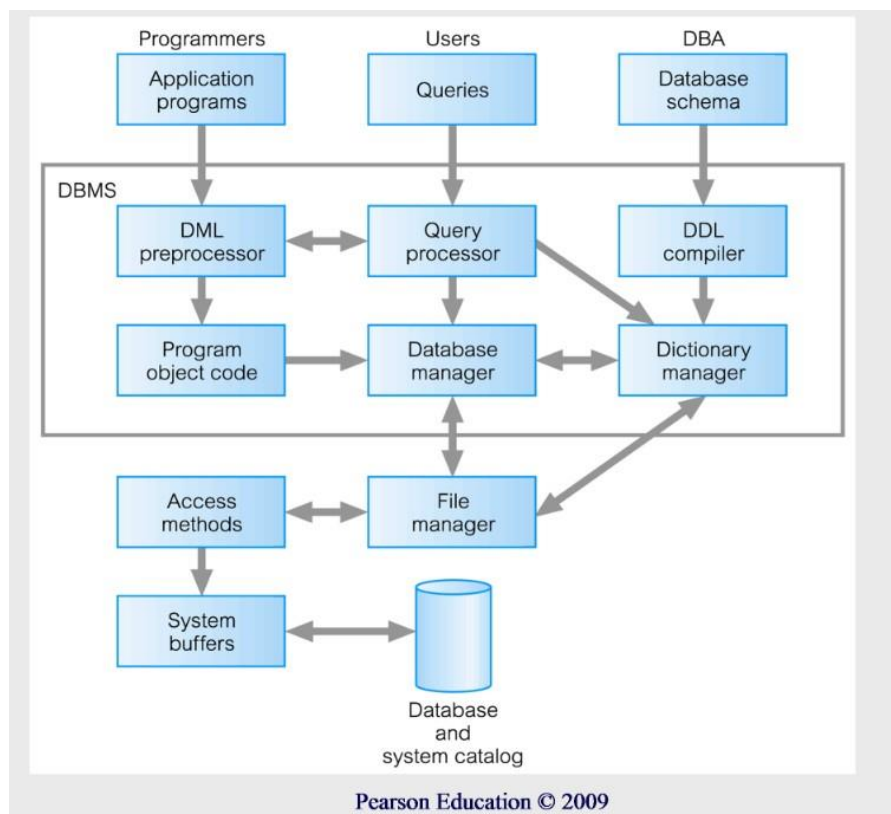 Programmers
Users
DBA
Application
programs
Queries
Database
schema
DBMS
DML
preprocessor
Query
processor
DDL
compiler
Program
object code
Database
manager
Dictionary
manager
Access
methods
File
manager
System
buffers
Database
and
system catalog
Pearson Education © 2009